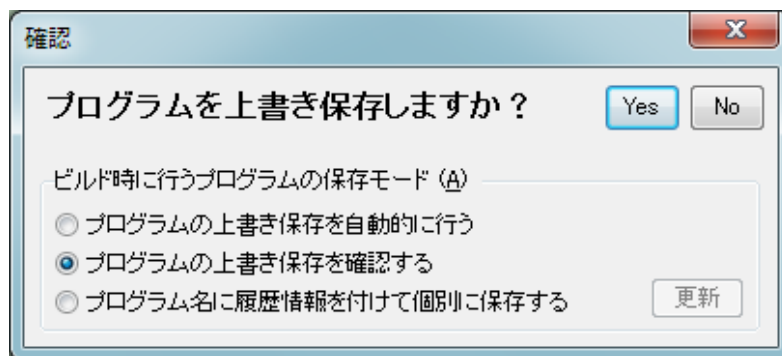 確認
プログラムを上書き保存しますか？
Yes
No
ビルド時に行うプログラムの保存モード (A)
プログラムの上書き保存を自動的に行う
プログラムの上書き保存を確認する
プログラム名に履歴情報を付けて個別に保存する
更新